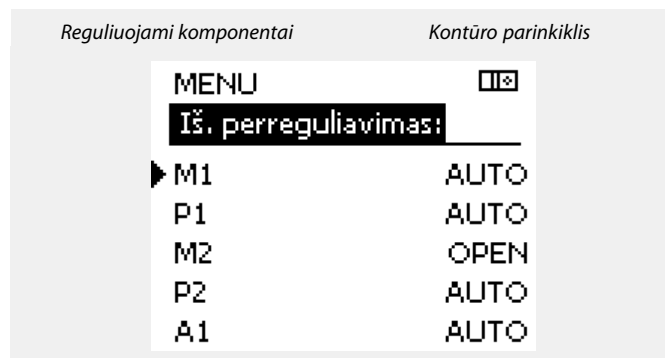 Reguliuojami komponentai Kontūro parinkiklis
MENU
Iš. perreguliavimas:
M1 AUTO
P1 AUTO
M2 OPEN
P2 AUTO
A1 AUTO